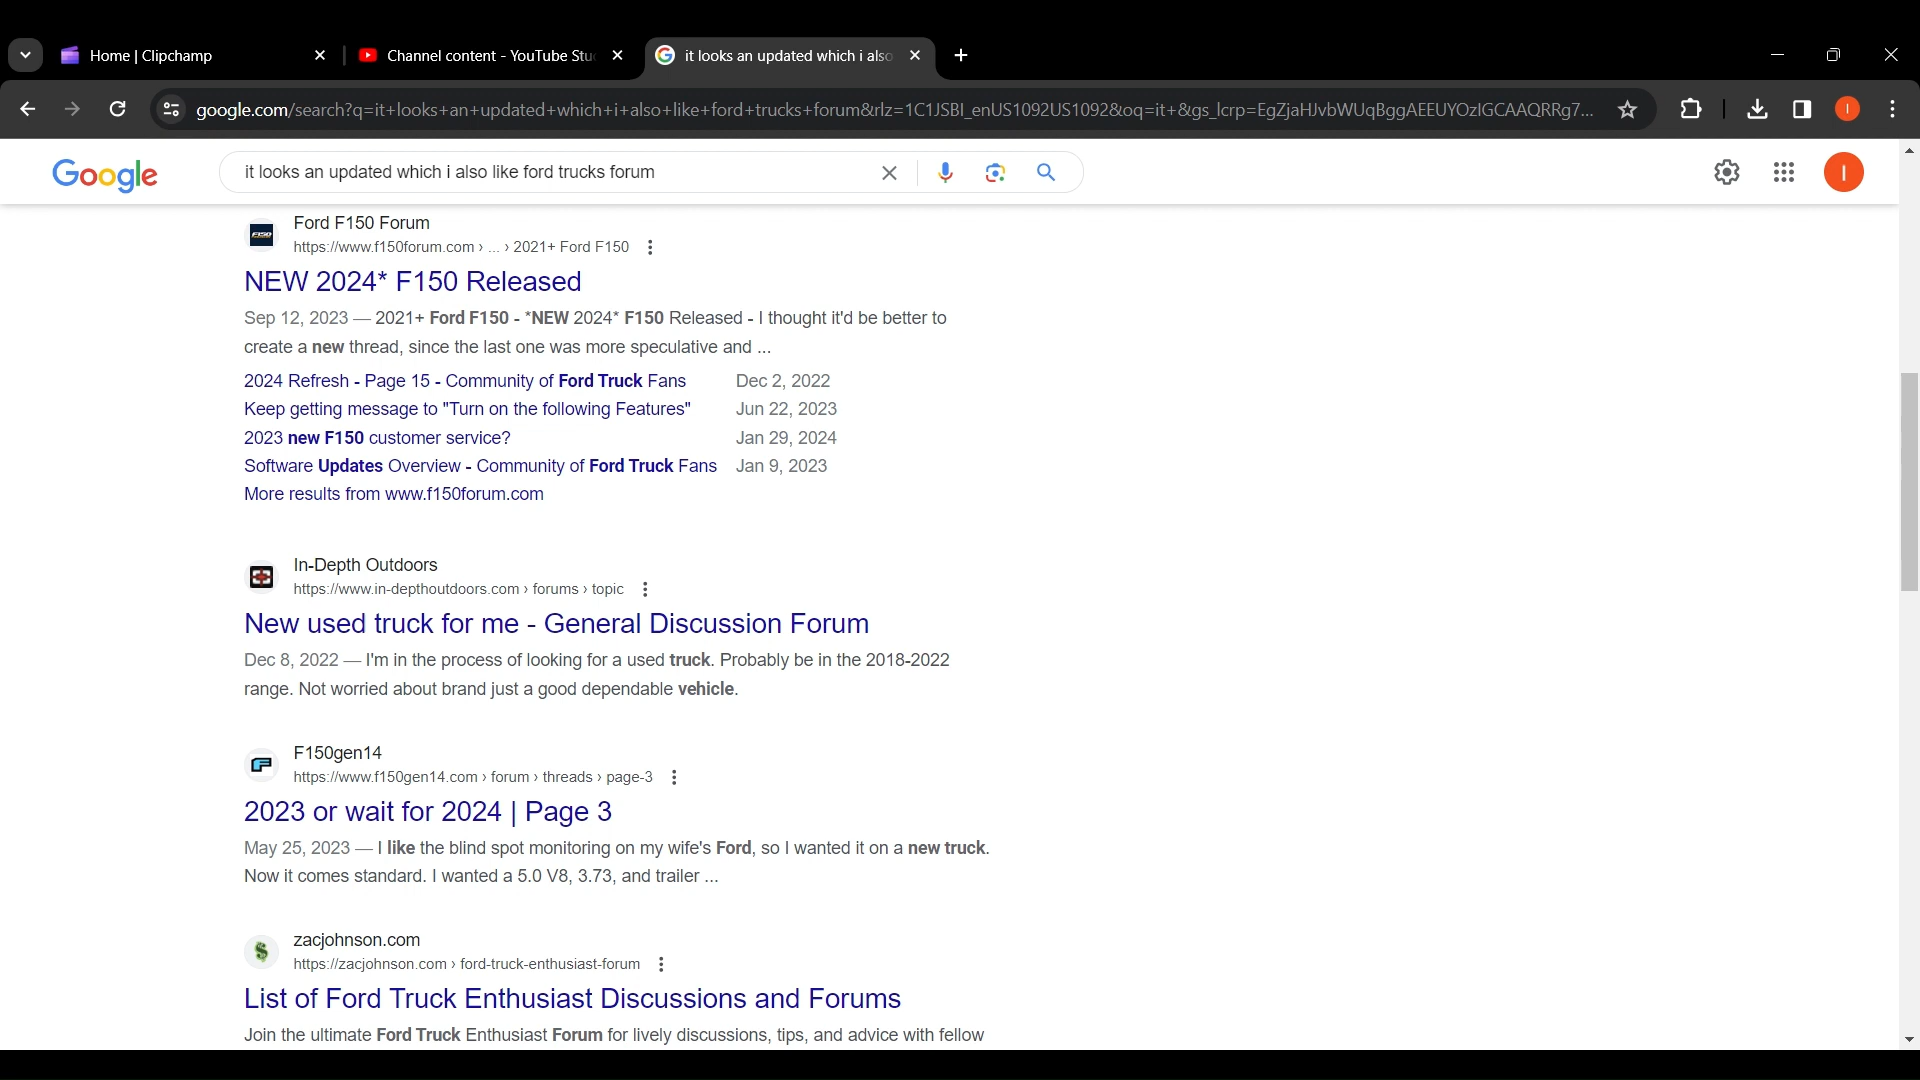 Home | Clipchamp
Channel content - YouTube Stu
it looks an updated which i also
google.com/search?q=it+looks+an+updated+which+i+also+like+ford+trucks+forum&rlz=1C1JSBI_enUS1092US1092&oq=it+&gs_lcrp=EgZjaHJvbWUqBggAEEUYOzIGCAAQRRg7...
I
Google
it looks an updated which i also like ford trucks forum
I
Ford F150 Forum
https://www.f150forum.com › ... › 2021+ Ford F150
NEW 2024* F150 Released
Sep 12, 2023 — 2021+ Ford F150 - *NEW 2024* F150 Released - I thought it'd be better to
create a new thread, since the last one was more speculative and ...
2024 Refresh - Page 15 - Community of Ford Truck Fans Dec 2, 2022
Keep getting message to "Turn on the following Features" Jun 22, 2023
2023 new F150 customer service? Jan 29, 2024
Software Updates Overview - Community of Ford Truck Fans Jan 9, 2023
More results from www.f150forum.com
In-Depth Outdoors
https://www.in-depthoutdoors.com › forums › topic
New used truck for me - General Discussion Forum
Dec 8, 2022 — I'm in the process of looking for a used truck. Probably be in the 2018-2022
range. Not worried about brand just a good dependable vehicle.
F150gen14
https://www.f150gen14.com › forum › threads › page-3
2023 or wait for 2024 | Page 3
May 25, 2023 — I like the blind spot monitoring on my wife's Ford, so I wanted it on a new truck.
Now it comes standard. I wanted a 5.0 V8, 3.73, and trailer ...
zacjohnson.com
https://zacjohnson.com › ford-truck-enthusiast-forum
List of Ford Truck Enthusiast Discussions and Forums
Join the ultimate Ford Truck Enthusiast Forum for lively discussions, tips, and advice with fellow